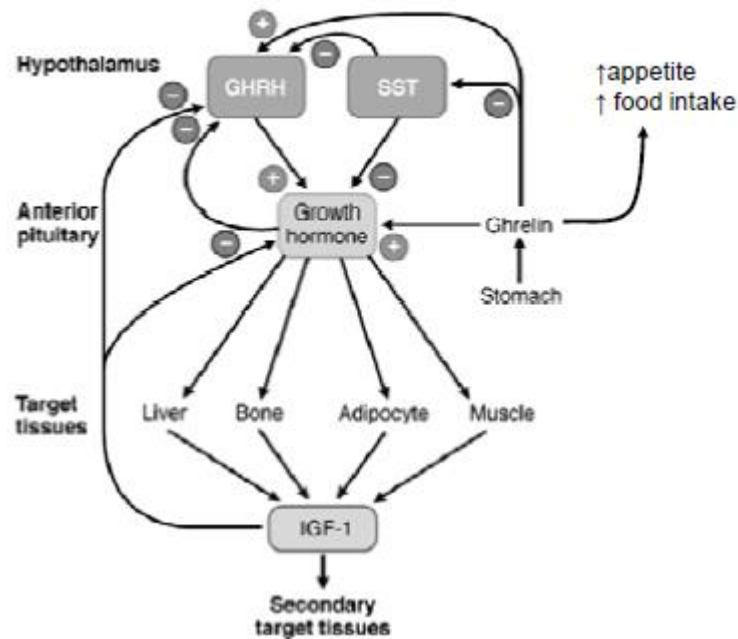 +
Hypothalamus
GHRH
−
SST
−
↑appetite
↑ food intake
−
−
+
−
Anterior
pituitary
Growth
hormone
−
+
Ghrelin
Stomach
Target
tissues
Liver
Bone
Adipocyte
Muscle
IGF-1
Secondary
target tissues